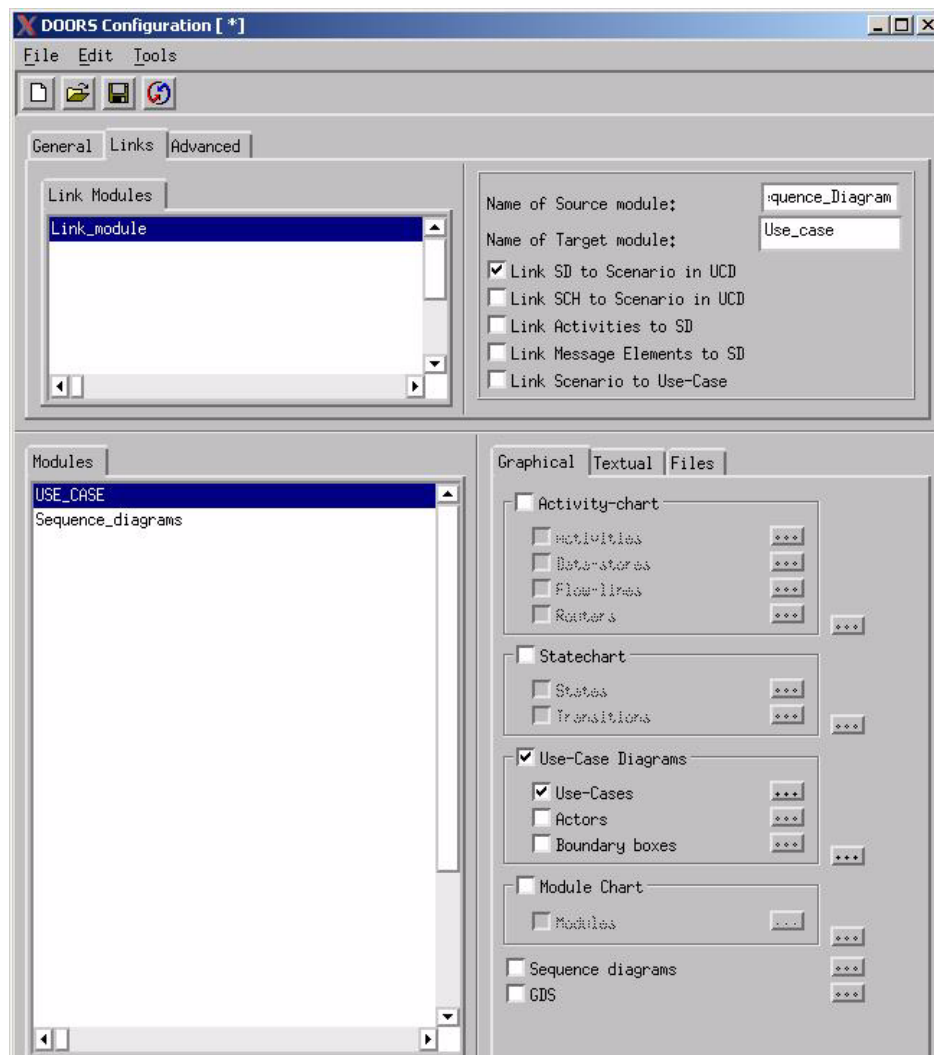 DOORS Configuration [ *]
File Edit Tools
General Links Advanced
Link Modules
Link_module
Name of Source module: quence_Diagram
Name of Target module: Use_case
Link SD to Scenario in UCD
Link SCH to Scenario in UCD
Link Activities to SD
Link Message Elements to SD
Link Scenario to Use-Case
Modules
USE_CASE
Sequence_diagrams
Graphical Textual Files
Activity-chart
Activities ...
Data-stores ...
Flow-lines ...
Routers ...
...
Statechart
States ...
Transitions ...
...
Use-Case Diagrams
Use-Cases ...
Actors ...
Boundary boxes ...
...
Module Chart
Modules ...
...
Sequence diagrams ...
GDS ...